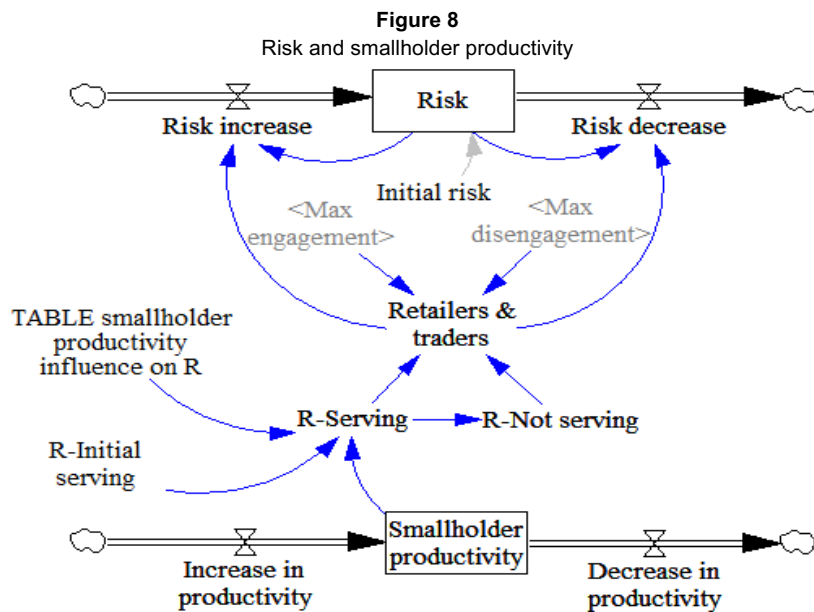 Figure 8
Risk and smallholder productivity
Risk
Risk increase
Risk decrease
Initial risk
<Max
engagement>
<Max
disengagement>
Retailers &
traders
TABLE smallholder
productivity
influence on R
R-Serving
R-Not serving
R-Initial
serving
Smallholder
productivity
Increase in
productivity
Decrease in
productivity